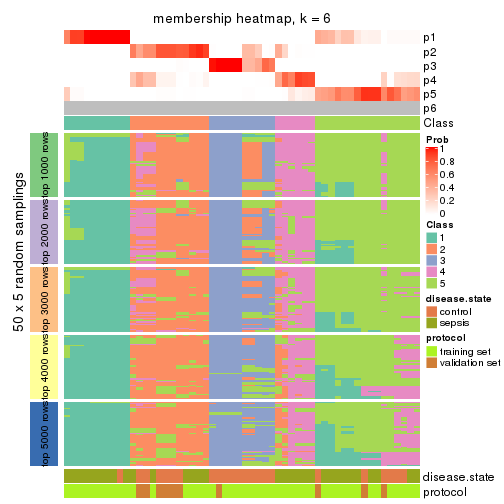 membership heatmap, k = 6
p1
p2
p3
p4
p5
p6
Class
50 x 5 random samplings
top 1000 rows
top 2000 rows
top 3000 rows
top 4000 rows
top 5000 rows
disease.state
protocol
Prob
1
0.8
0.6
0.4
0.2
0
Class
1
2
3
4
5
disease.state
control
sepsis
protocol
training set
validation set